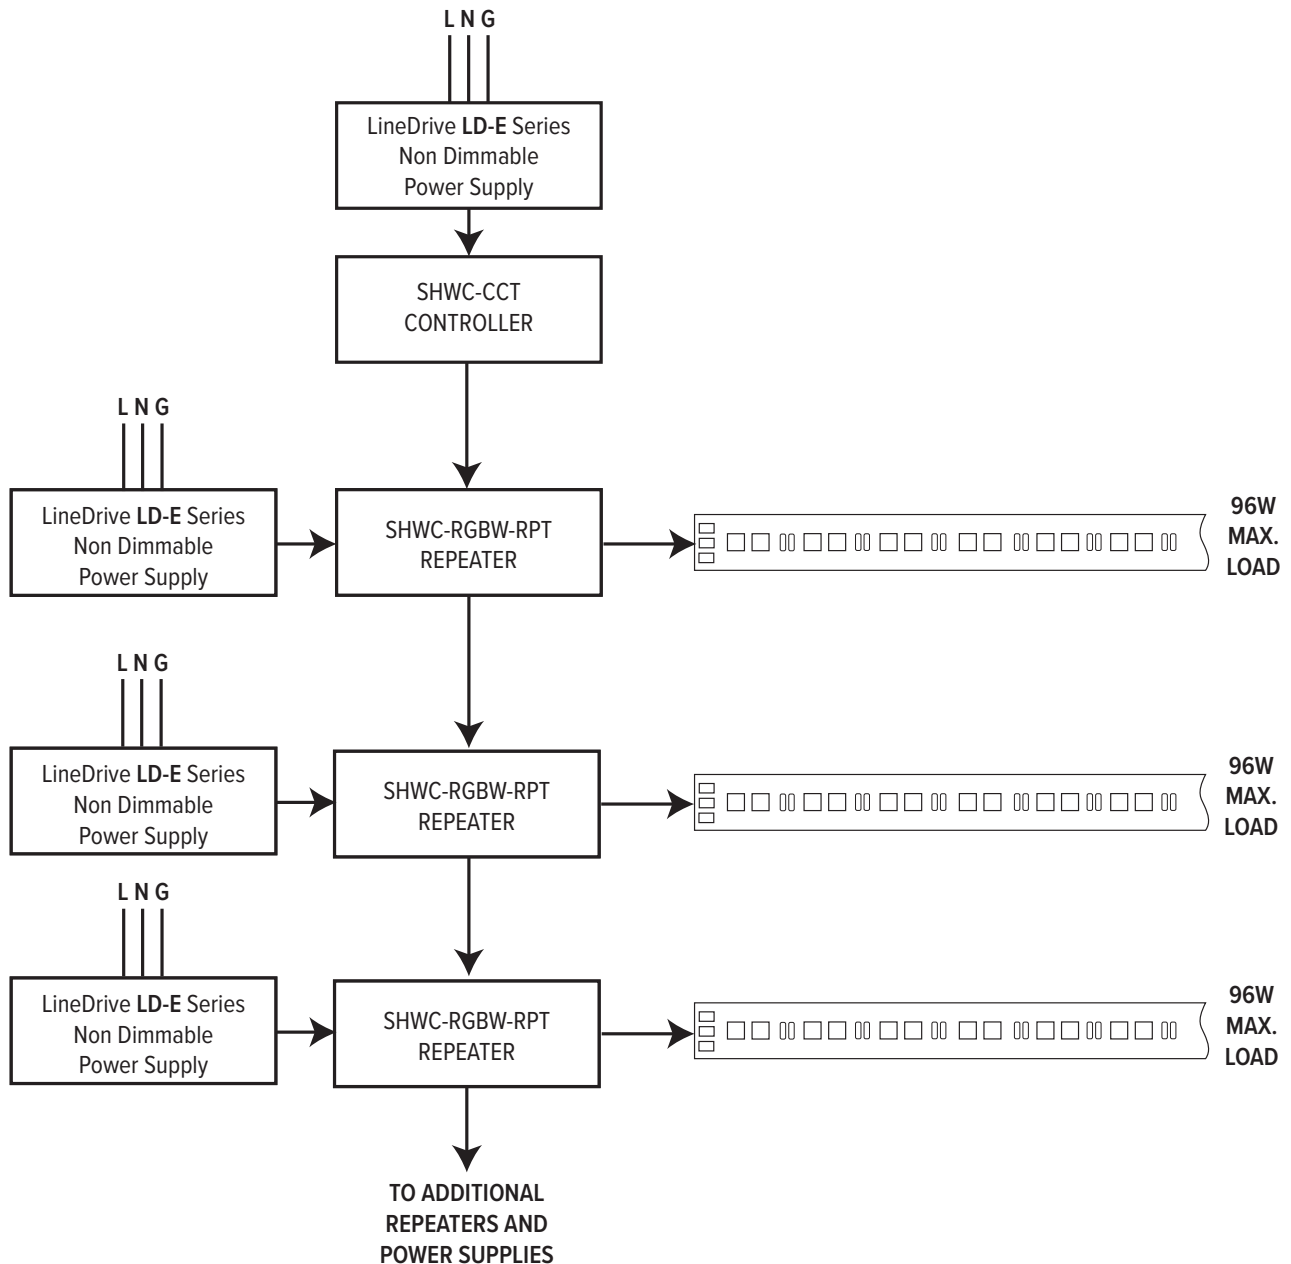 L N G
LineDrive LD-E Series
Non Dimmable
Power Supply
SHWC-CCT
CONTROLLER
L N G
LineDrive LD-E Series
Non Dimmable
Power Supply
SHWC-RGBW-RPT
REPEATER
96W
MAX.
LOAD
L N G
LineDrive LD-E Series
Non Dimmable
Power Supply
SHWC-RGBW-RPT
REPEATER
96W
MAX.
LOAD
L N G
LineDrive LD-E Series
Non Dimmable
Power Supply
SHWC-RGBW-RPT
REPEATER
96W
MAX.
LOAD
TO ADDITIONAL
REPEATERS AND
POWER SUPPLIES